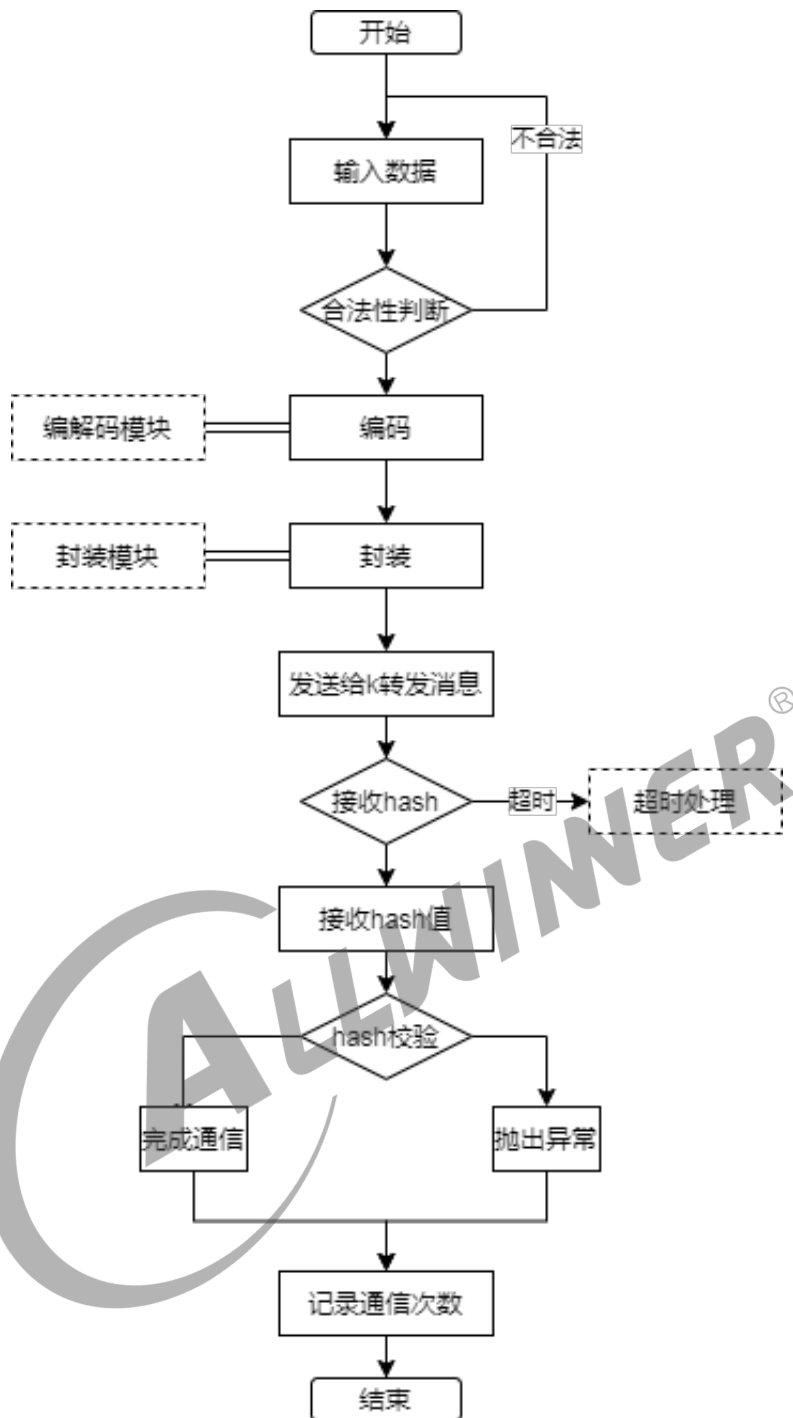 开始
不合法
输入数据
合法性判断
编解码模块
编码
封装模块
封装
发送给k转发消息
接收hash
超时
超时处理
接收hash值
hash校验
完成通信
抛出异常
记录通信次数
结束
ALLWINNER®